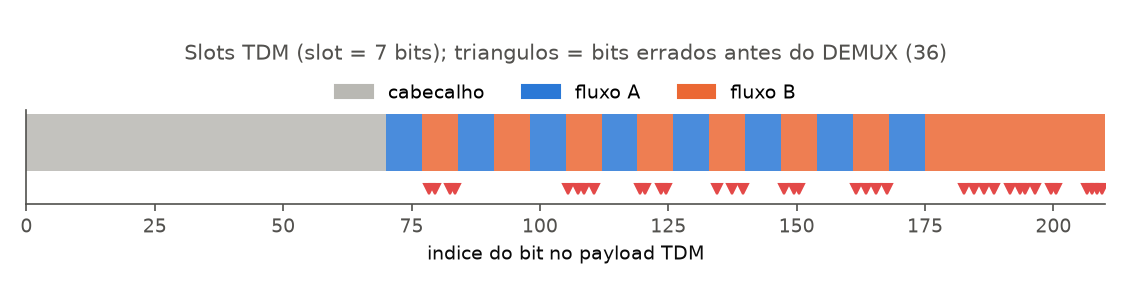 Slots TDM (slot = 7 bits); triangulos = bits errados antes do DEMUX (36)
cabecalho fluxo A fluxo B
0 25 50 75 100 125 150 175 200
indice do bit no payload TDM